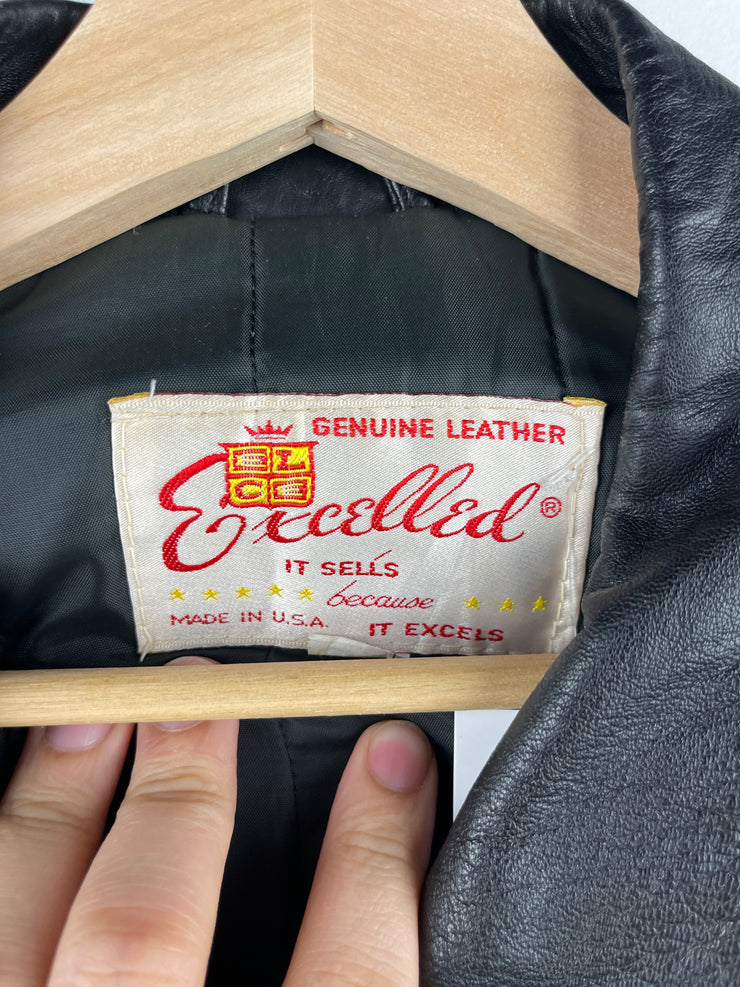 GENUINE LEATHER
EL
CE
Excelled®
IT SELLS
because
MADE IN U.S.A.
IT EXCELS